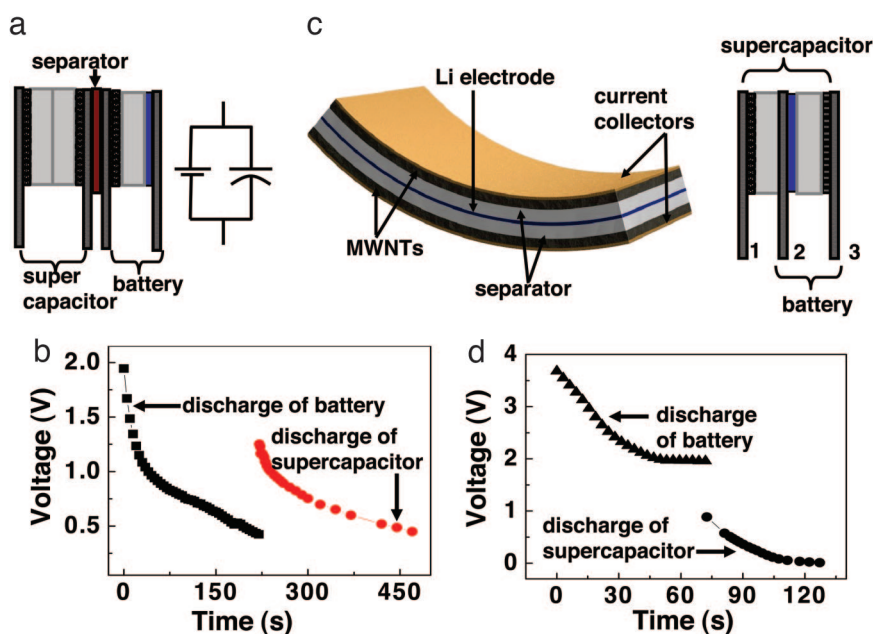 a
separator
super
capacitor
battery
c
Li electrode
current
collectors
MWNTs
separator
supercapacitor
1
2
3
battery
b
2.0
1.5
1.0
0.5
Voltage (V)
discharge of battery
discharge of
supercapacitor
0
150
300
450
Time (s)
d
4
3
2
1
0
Voltage (V)
discharge
of battery
discharge of
supercapacitor
0
30
60
90
120
Time (s)